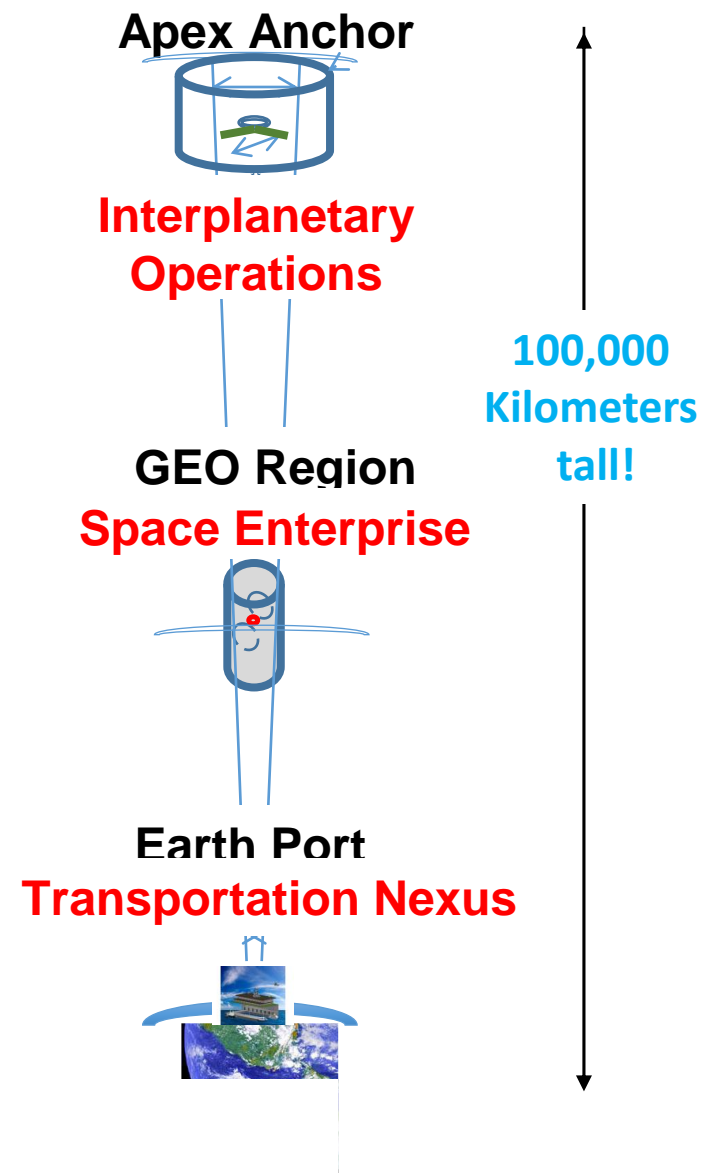 Apex Anchor
Interplanetary
Operations
100,000
Kilometers
tall!
GEO Region
Space Enterprise
Earth Port
Transportation Nexus